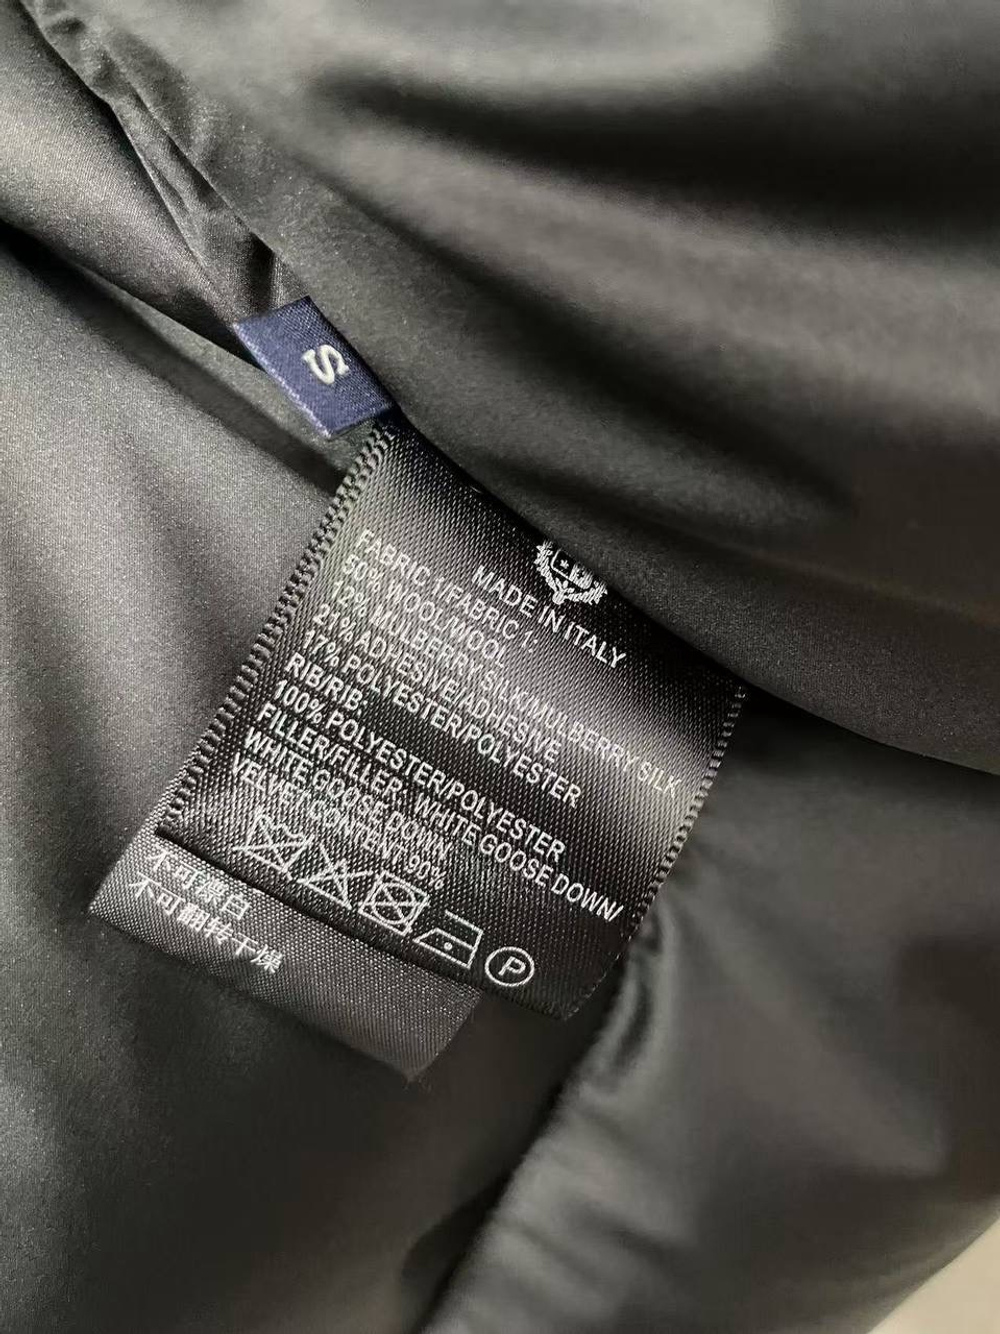 S
MADE IN ITALY
FABRIC 1/FABRIC 1:
50% WOOL/WOOL
12% MULBERRY SILK/MULBERRY SILK
21% ADHESIVE/ADHESIVE
17% POLYESTER/POLYESTER
RIB/RIB:
100% POLYESTER/POLYESTER
FILLER/FILLER: WHITE GOOSE DOWN/
WHITE GOOSE DOWN
VELVET CONTENT 90%
P
不可漂白
不可翻转干燥